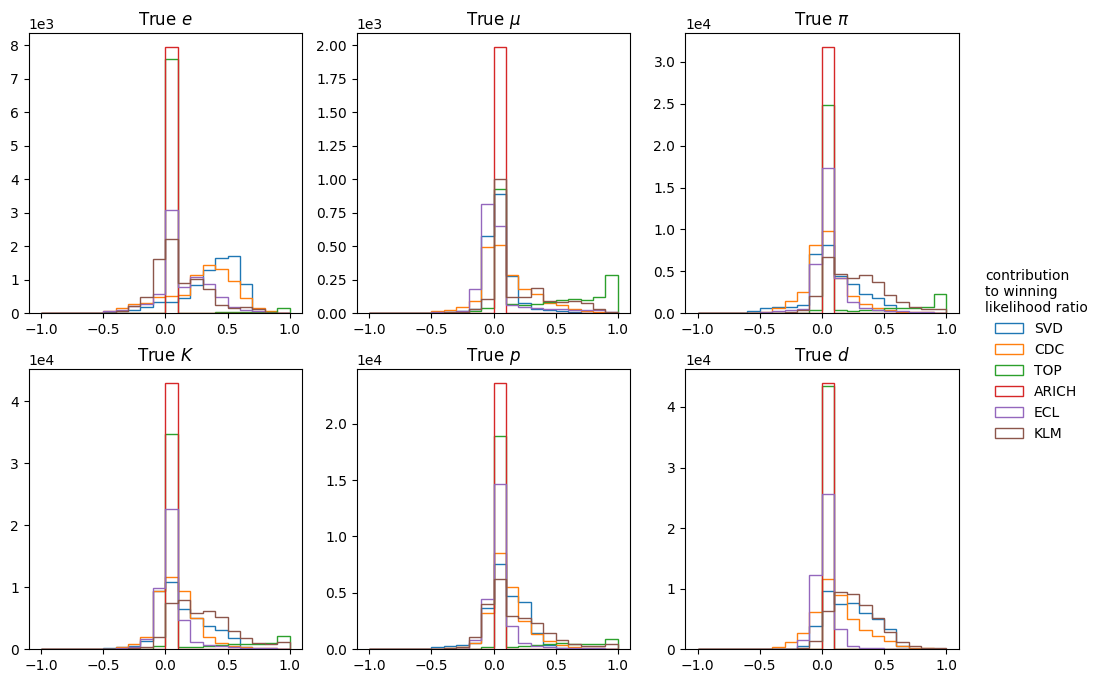 True e
1e3
8
7
6
5
4
3
2
1
0
−1.0 −0.5 0.0 0.5 1.0
True μ
1e3
2.00
1.75
1.50
1.25
1.00
0.75
0.50
0.25
0.00
−1.0 −0.5 0.0 0.5 1.0
True π
1e4
3.0
2.5
2.0
1.5
1.0
0.5
0.0
−1.0 −0.5 0.0 0.5 1.0
True K
1e4
4
3
2
1
0
−1.0 −0.5 0.0 0.5 1.0
True p
1e4
2.0
1.5
1.0
0.5
0.0
−1.0 −0.5 0.0 0.5 1.0
True d
1e4
4
3
2
1
0
−1.0 −0.5 0.0 0.5 1.0
contribution
to winning
likelihood ratio
SVD
CDC
TOP
ARICH
ECL
KLM